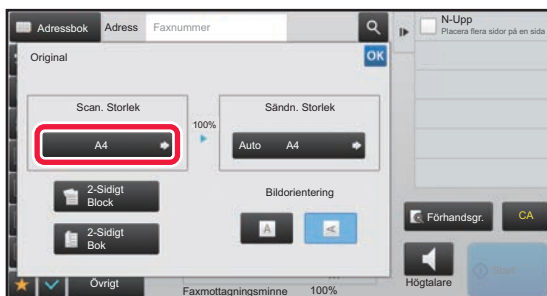 Adressbok Adress Faxnummer
N-Upp
Placera flera sidor på en sida
Original OK
Scan. Storlek
Sändn. Storlek
100%
A4
Auto A4
2-Sidigt
Block
Bildorientering
A A
2-Sidigt
Bok
Förhandsgr.
CA
Start
Övrigt
Högtalare
Faxmottagningsminne 100%